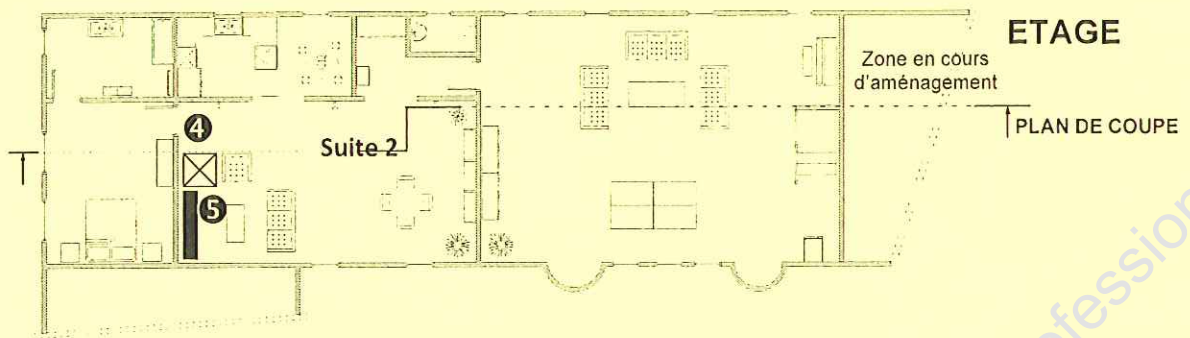 ETAGE
Zone en cours
d'aménagement
PLAN DE COUPE
4
Suite 2
5